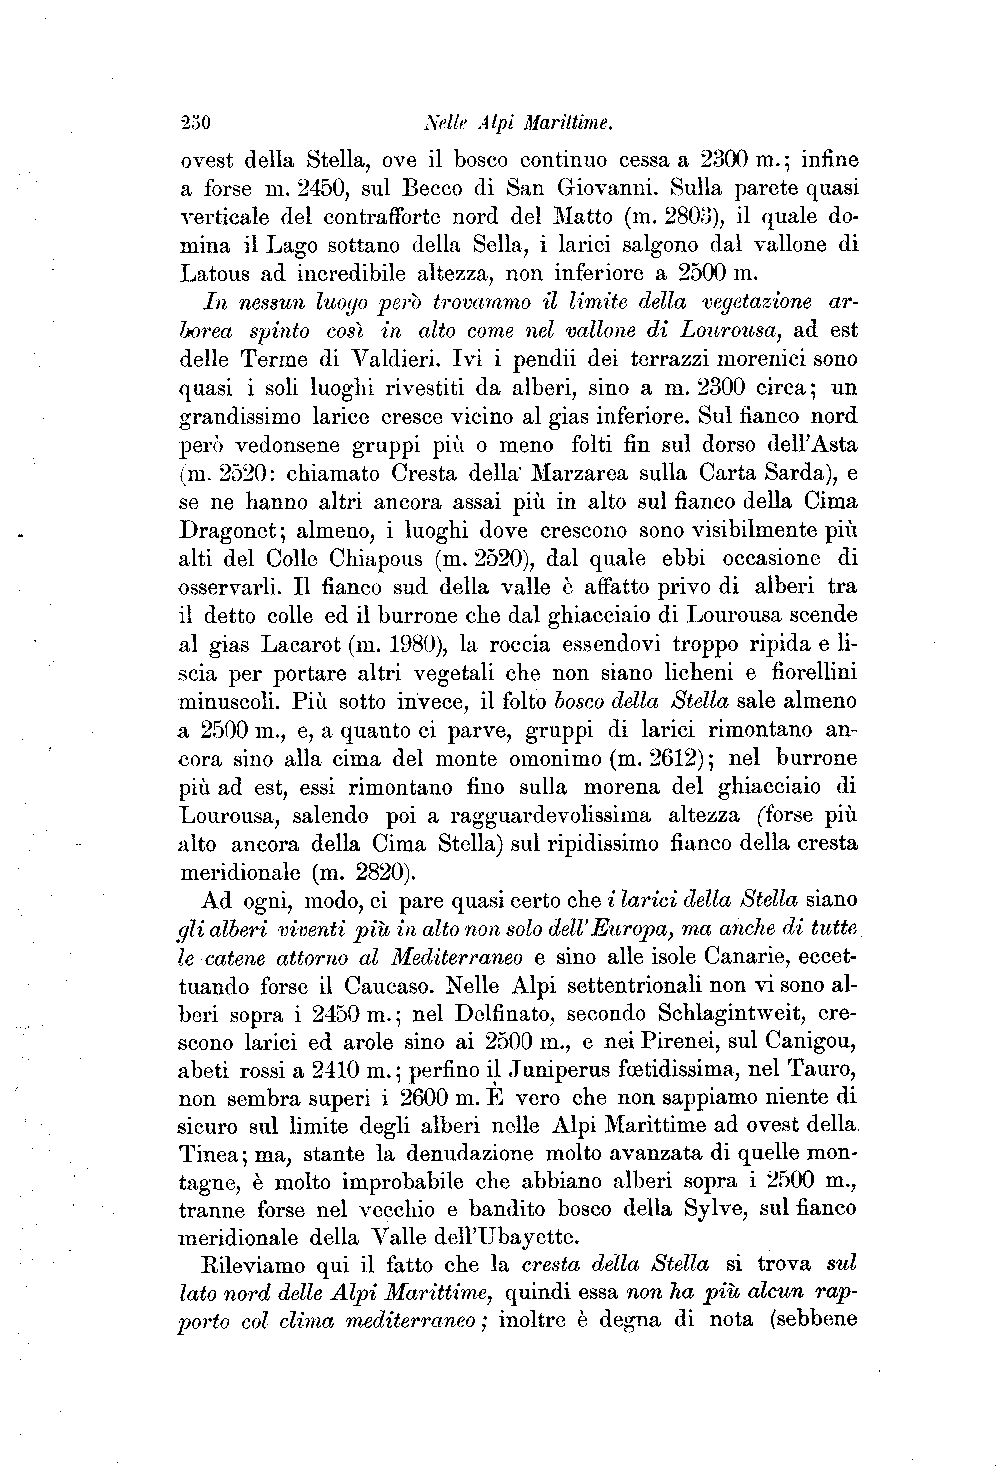 230 Nelle Alpi Marittime.
ovest della Stella, ove il bosco continuo cessa a 2300 m.; infine
a forse m. 2450, sul Becco di San Giovanni. Sulla parete quasi
verticale del contrafforte nord del Matto (m. 2803), il quale do-
mina il Lago sottano della Sella, i larici salgono dal vallone di
Latous ad incredibile altezza, non inferiore a 2500 m.
In nessun luogo però trovammo il limite della vegetazione ar-
borea spinto così in alto come nel vallone di Lourousa, ad est
delle Terme di Valdieri. Ivi i pendii dei terrazzi morenici sono
quasi i soli luoghi rivestiti da alberi, sino a m. 2300 circa; un
grandissimo larice cresce vicino al gias inferiore. Sul fianco nord
però vedonsene gruppi più o meno folti fin sul dorso dell'Asta
(m. 2520: chiamato Cresta della Marzarea sulla Carta Sarda), e
se ne hanno altri ancora assai più in alto sul fianco della Cima
Dragonet; almeno, i luoghi dove crescono sono visibilmente più
alti del Colle Chiapous (m. 2520), dal quale ebbi occasione di
osservarli. Il fianco sud della valle è affatto privo di alberi tra
il detto colle ed il burrone che dal ghiacciaio di Lourousa scende
al gias Lacarot (m. 1980), la roccia essendovi troppo ripida e li-
scia per portare altri vegetali che non siano licheni e fiorellini
minuscoli. Più sotto invece, il folto bosco della Stella sale almeno
a 2500 m., e, a quanto ci parve, gruppi di larici rimontano an-
cora sino alla cima del monte omonimo (m. 2612); nel burrone
più ad est, essi rimontano fino sulla morena del ghiacciaio di
Lourousa, salendo poi a ragguardevolissima altezza (forse più
alto ancora della Cima Stella) sul ripidissimo fianco della cresta
meridionale (m. 2820).
Ad ogni, modo, ci pare quasi certo che i larici della Stella siano
gli alberi viventi più in alto non solo dell'Europa, ma anche di tutte
le catene attorno al Mediterraneo e sino alle isole Canarie, eccet-
tuando forse il Caucaso. Nelle Alpi settentrionali non vi sono al-
beri sopra i 2450 m.; nel Delfinato, secondo Schlagintweit, cre-
scono larici ed arole sino ai 2500 m., e nei Pirenei, sul Canigou,
abeti rossi a 2410 m.; perfino il Juniperus fœtidissima, nel Tauro,
non sembra superi i 2600 m. È vero che non sappiamo niente di
sicuro sul limite degli alberi nelle Alpi Marittime ad ovest della
Tinea; ma, stante la denudazione molto avanzata di quelle mon-
tagne, è molto improbabile che abbiano alberi sopra i 2500 m.,
tranne forse nel vecchio e bandito bosco della Sylve, sul fianco
meridionale della Valle dell'Ubayette.
Rileviamo qui il fatto che la cresta della Stella si trova sul
lato nord delle Alpi Marittime, quindi essa non ha più alcun rap-
porto col clima mediterraneo; inoltre è degna di nota (sebbene